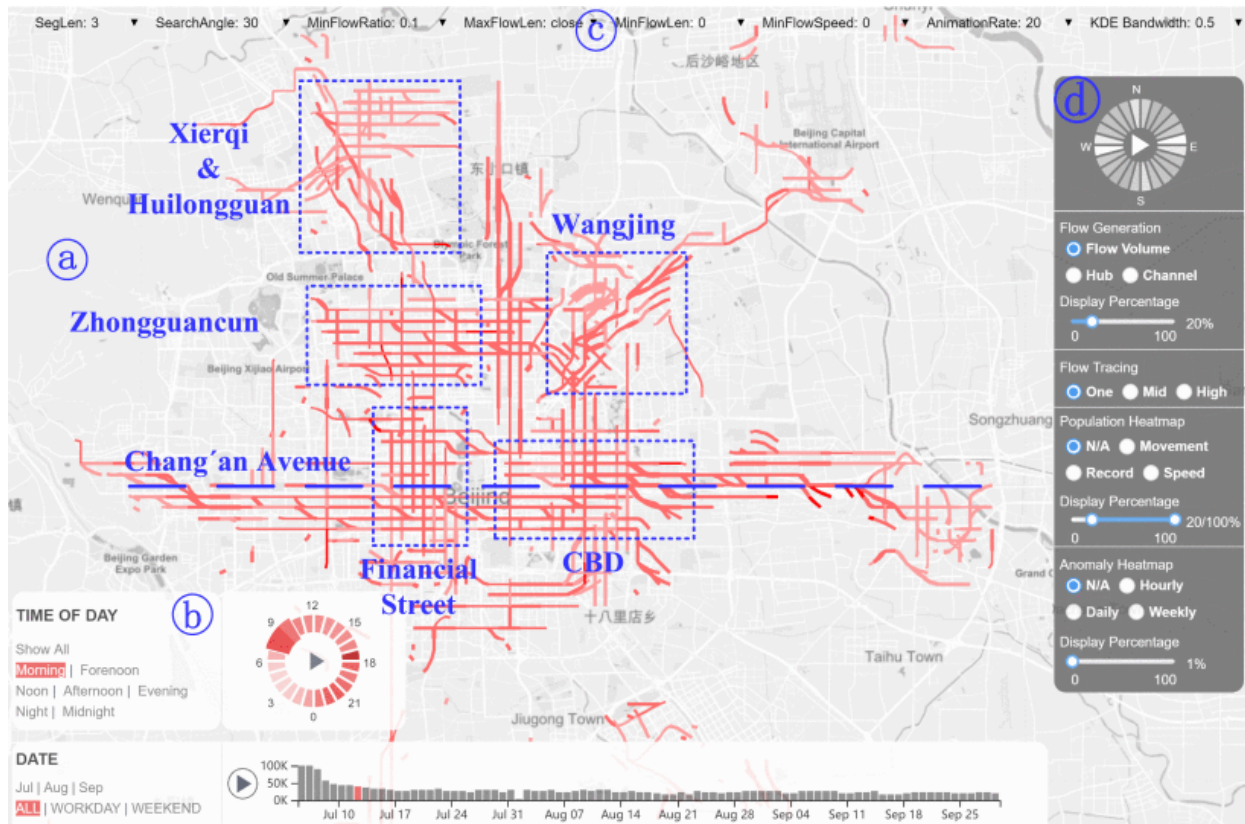 SegLen: 3 ▼ SearchAngle: 30 ▼ MinFlowRatio: 0.1 ▼ MaxFlowLen: close ▼ MinFlowLen: 0 ▼ MinFlowSpeed: 0 ▼ AnimationRate: 20 ▼ KDE Bandwidth: 0.5 ▼
c
后沙峪地区
d
N
W E
S
Beijing Capital
International Airport
Xierqi
&
Huilongguan
东小口镇
Wangjing
Olympic Forest
Park
a
Old Summer Palace
Zhongguancun
Beijing Xijiao Airport
Flow Generation
Flow Volume
Hub Channel
Display Percentage
0 100 20%
Flow Tracing
One Mid High
Songzhuang
Population Heatmap
N/A Movement
Record Speed
Display Percentage
0 100 20/100%
Chang´an Avenue
Beijing
镇
Beijing Garden
Expo Park
Financial
Street
CBD
十八里店乡
Anomaly Heatmap
N/A Hourly
Daily Weekly
Display Percentage
0 100 1%
Taihu Town
Jiugong Town
b
TIME OF DAY
Show All
Morning | Forenoon
Noon | Afternoon | Evening
Night | Midnight
12
9 15
6 18
3 21
0
DATE
Jul | Aug | Sep
ALL | WORKDAY | WEEKEND
100K
50K
0K
Jul 10 Jul 17 Jul 24 Jul 31 Aug 07 Aug 14 Aug 21 Aug 28 Sep 04 Sep 11 Sep 18 Sep 25